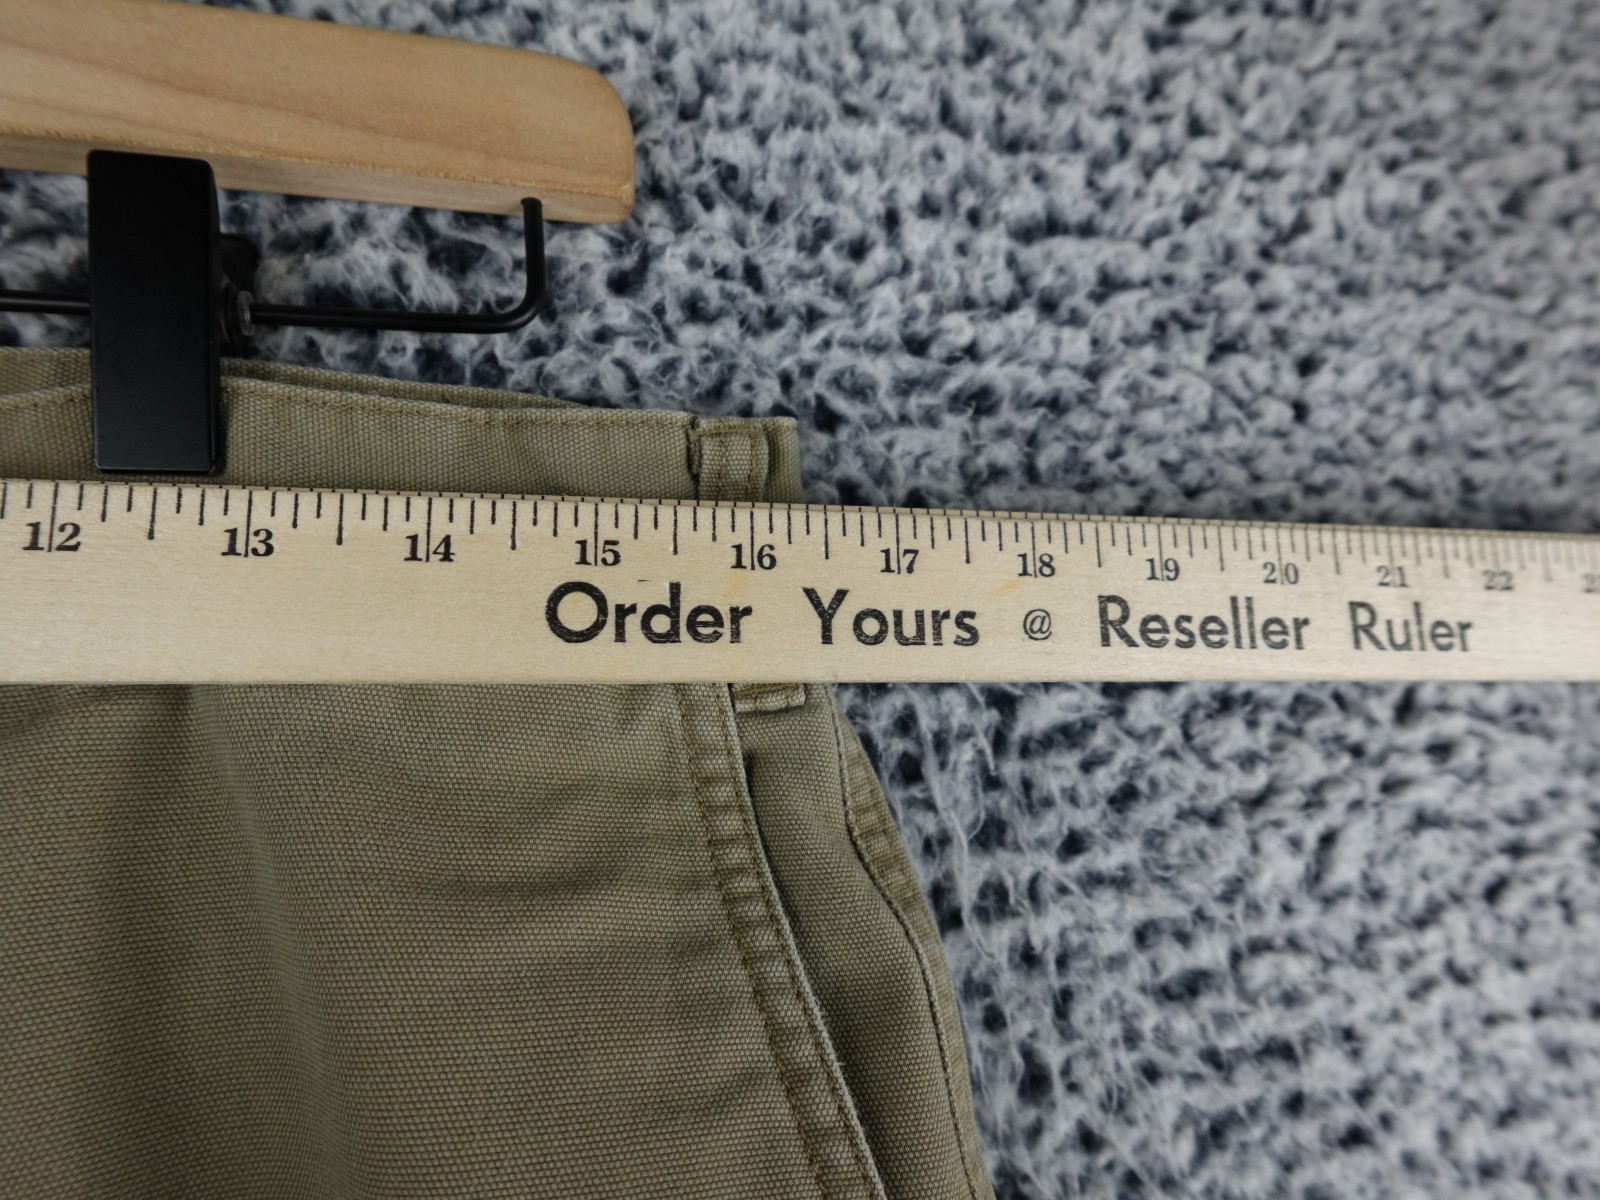 12 13 14 15 16 17 18 19 20 21 22
Order Yours @ Reseller Ruler